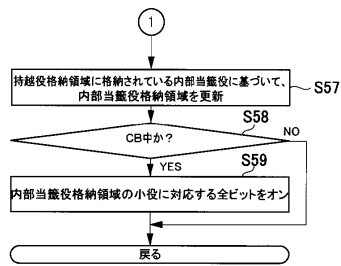 1
持越役格納領域に格納されている内部当籤役に基づいて、
内部当籤役格納領域を更新
S57
CB中か？
S58
NO
YES
S59
内部当籤役格納領域の小役に対応する全ビットをオン
戻る